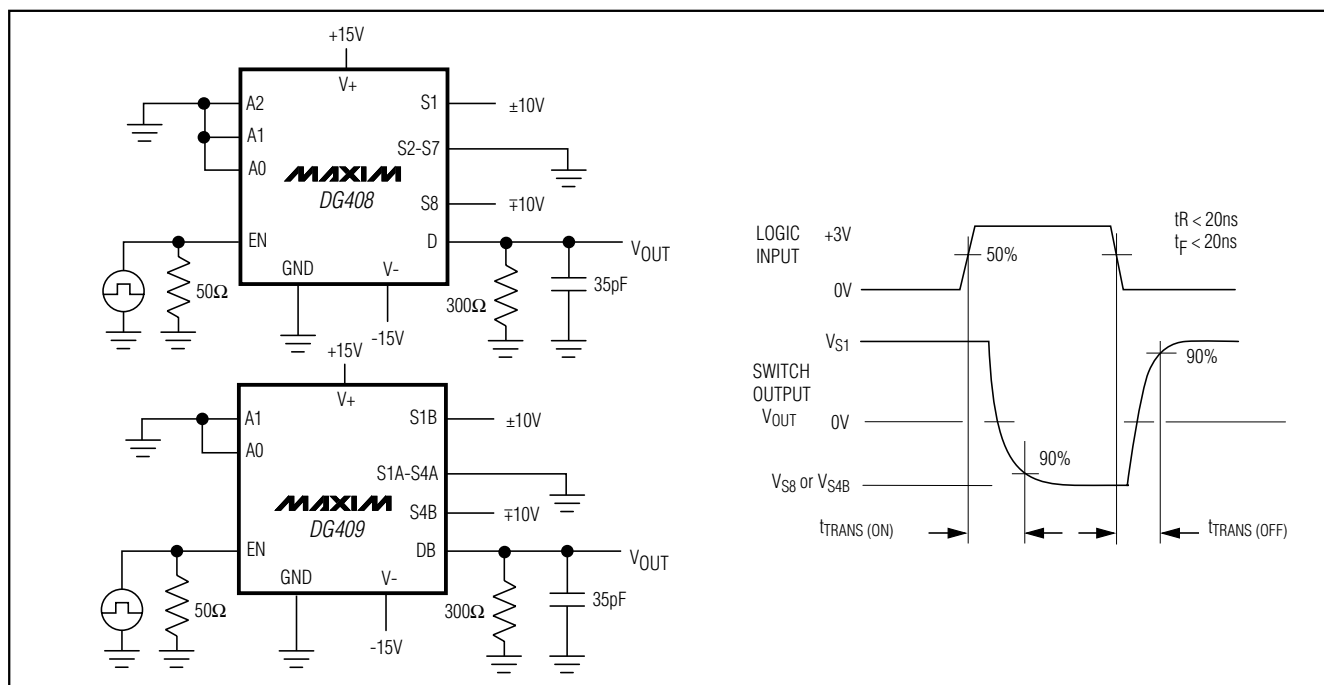 +15V
V+
A2
A1
A0
S1
±10V
S2-S7
MAXIM
DG408
S8
∓10V
EN
D
VOUT
GND
V-
50Ω
300Ω
35pF
-15V
+15V
V+
A1
A0
S1B
±10V
S1A-S4A
MAXIM
DG409
S4B
∓10V
EN
DB
VOUT
GND
V-
50Ω
300Ω
35pF
-15V
LOGIC
INPUT
+3V
50%
0V
tR < 20ns
tF < 20ns
VS1
SWITCH
OUTPUT
VOUT
0V
90%
90%
VS8 or VS4B
tTRANS (ON)
tTRANS (OFF)